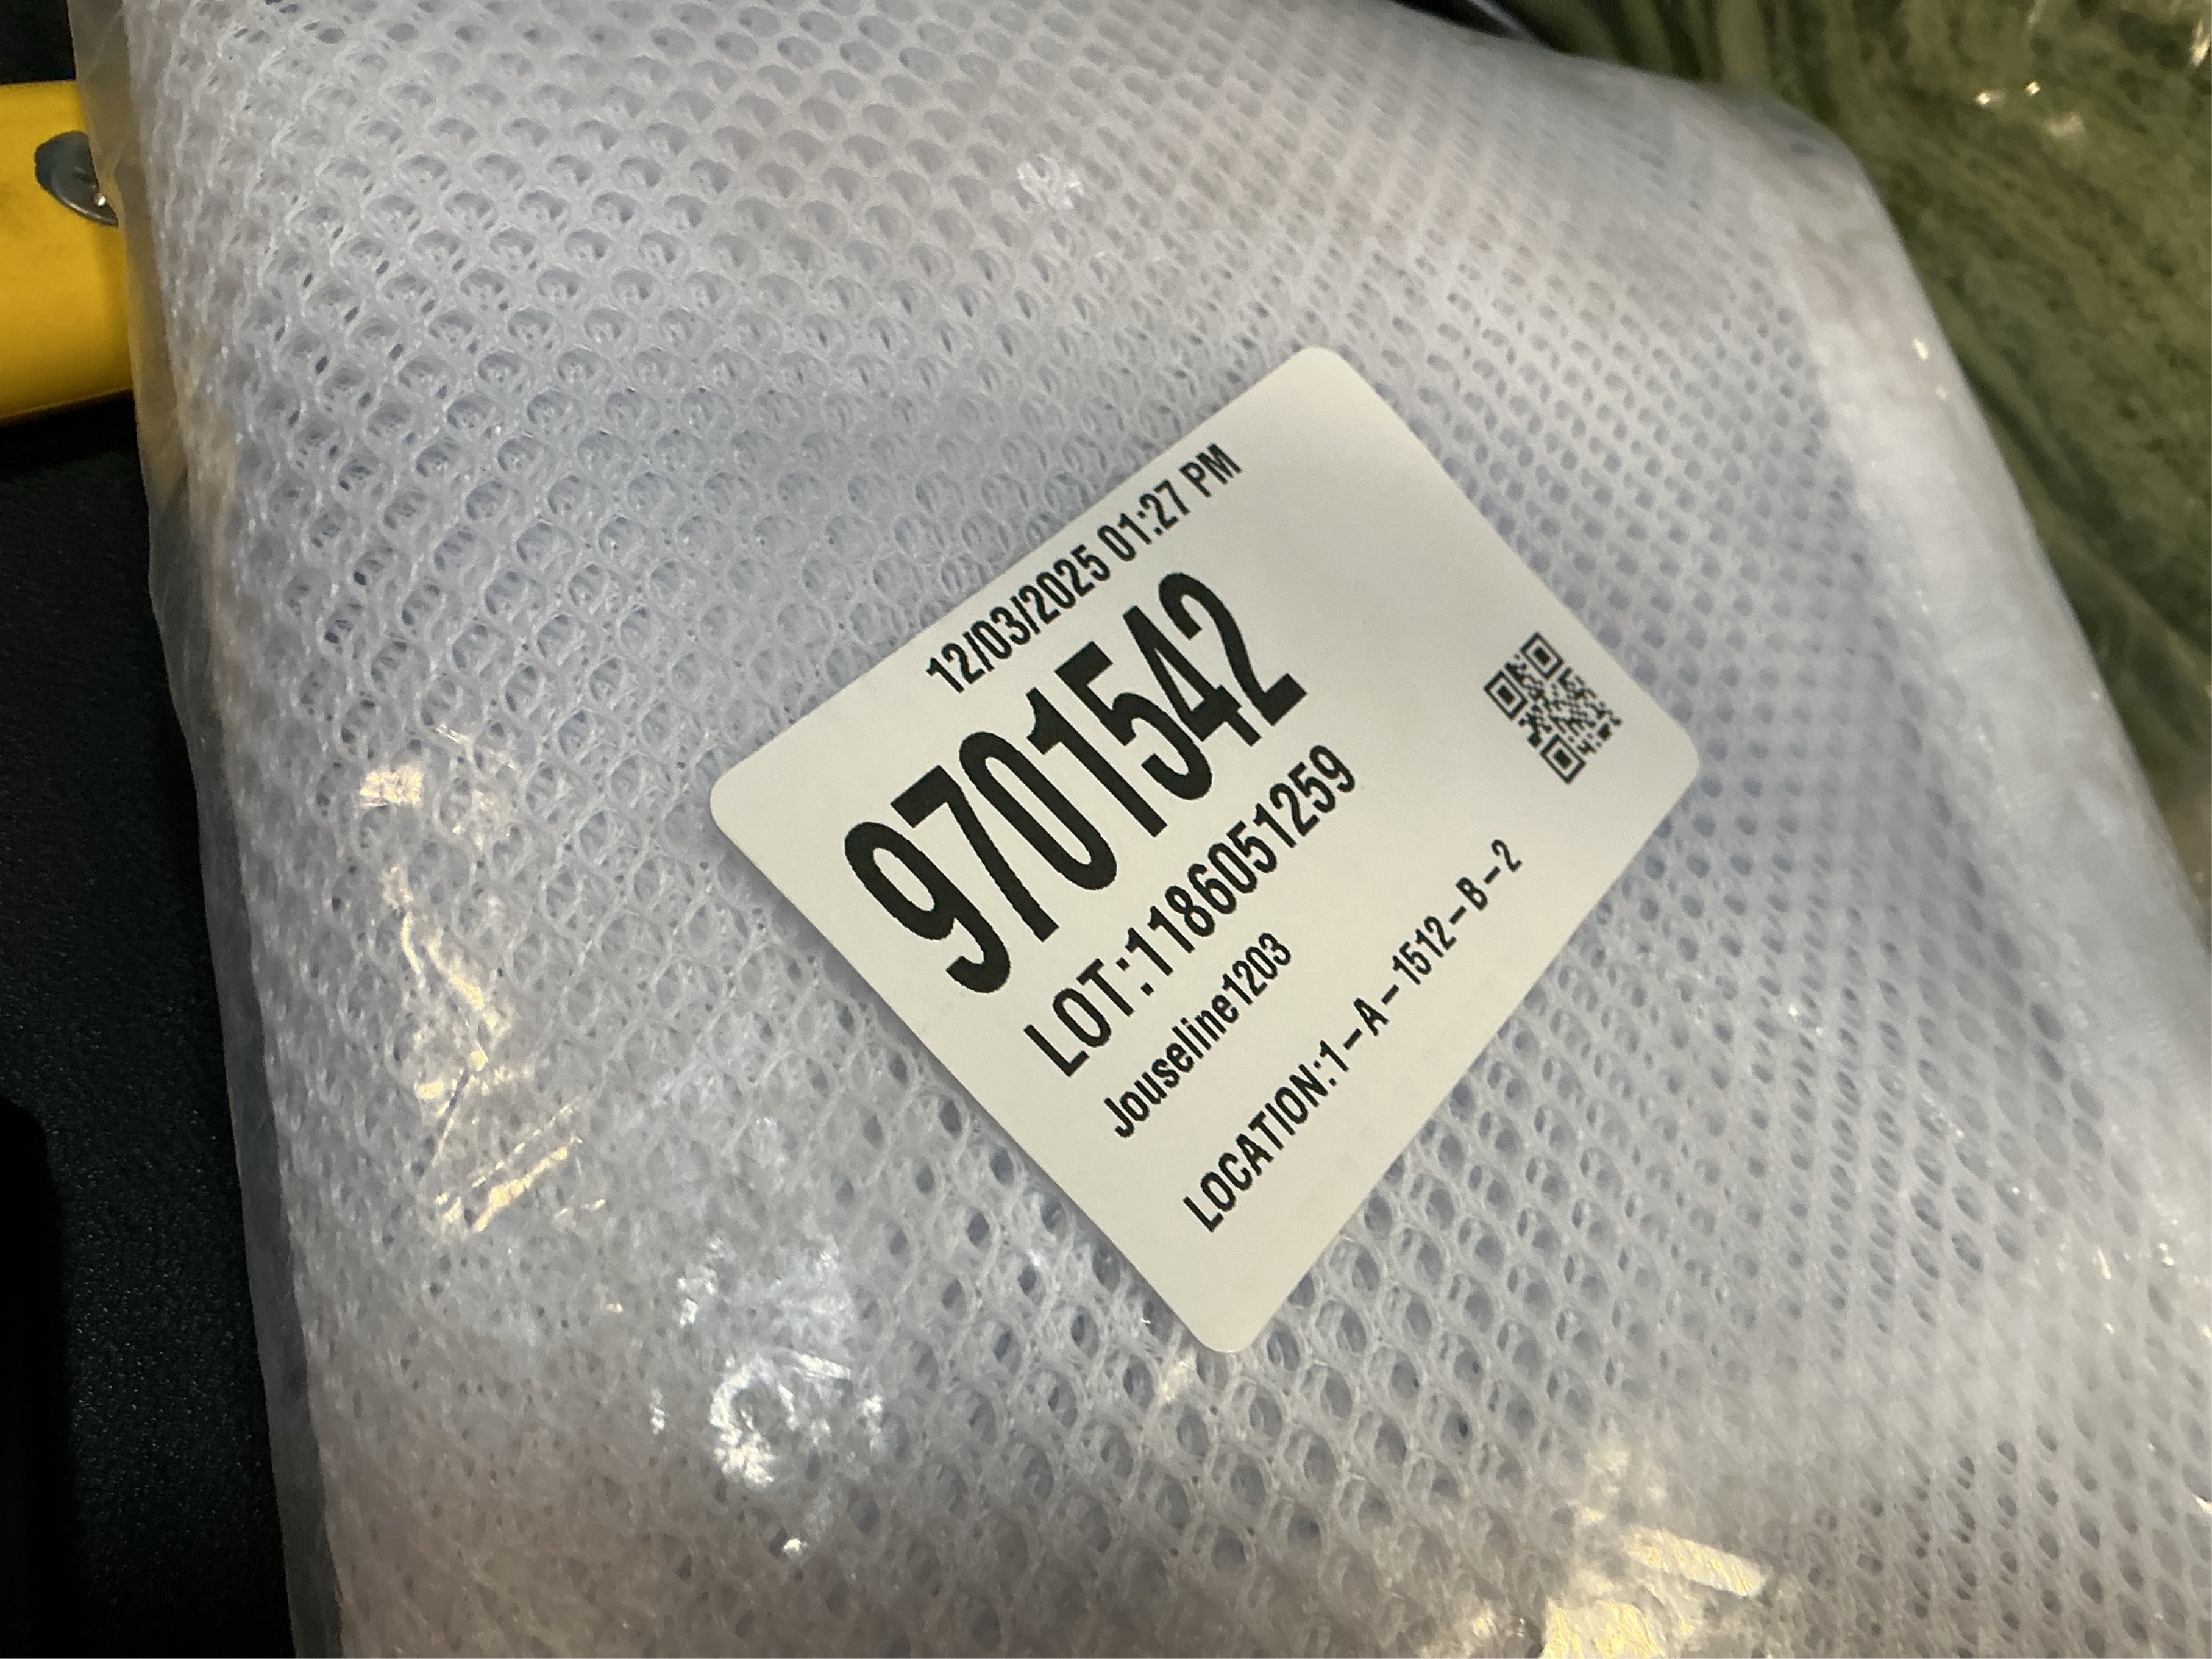 12/03/2025 01:27 PM
9701542
LOT:1186051259
Jouseline1203
LOCATION:1-A-1512-B-2